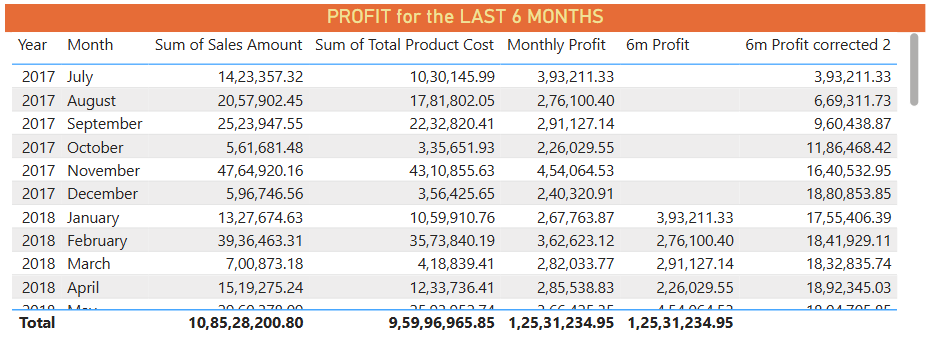 PROFIT for the LAST 6 MONTHS
Year Month Sum of Sales Amount Sum of Total Product Cost Monthly Profit 6m Profit 6m Profit corrected 2
2017 July 14,23,357.32 10,30,145.99 3,93,211.33 3,93,211.33
2017 August 20,57,902.45 17,81,802.05 2,76,100.40 6,69,311.73
2017 September 25,23,947.55 22,32,820.41 2,91,127.14 9,60,438.87
2017 October 5,61,681.48 3,35,651.93 2,26,029.55 11,86,468.42
2017 November 47,64,920.16 43,10,855.63 4,54,064.53 16,40,532.95
2017 December 5,96,746.56 3,56,425.65 2,40,320.91 18,80,853.85
2018 January 13,27,674.63 10,59,910.76 2,67,763.87 3,93,211.33 17,55,406.39
2018 February 39,36,463.31 35,73,840.19 3,62,623.12 2,76,100.40 18,41,929.11
2018 March 7,00,873.18 4,18,839.41 2,82,033.77 2,91,127.14 18,32,835.74
2018 April 15,19,275.24 12,33,736.41 2,85,538.83 2,26,029.55 18,92,345.03
2018 May
Total 10,85,28,200.80 9,59,96,965.85 1,25,31,234.95 1,25,31,234.95